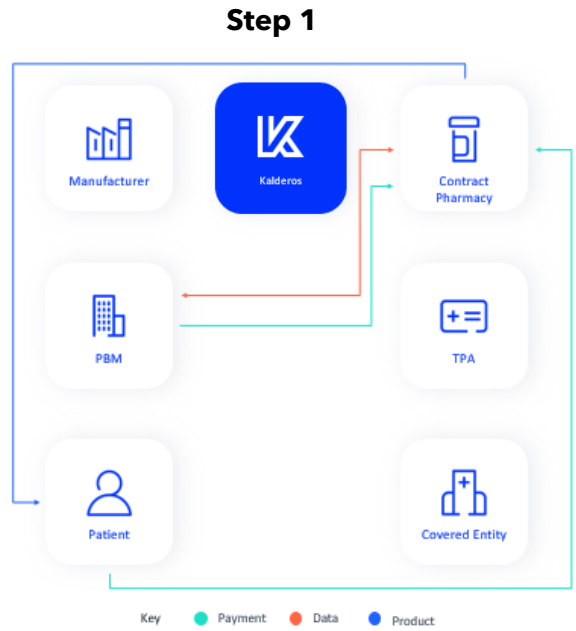 Step 1
Manufacturer
Kalderos
Contract
Pharmacy
PBM
TPA
Patient
Covered Entity
Key Payment Data Product